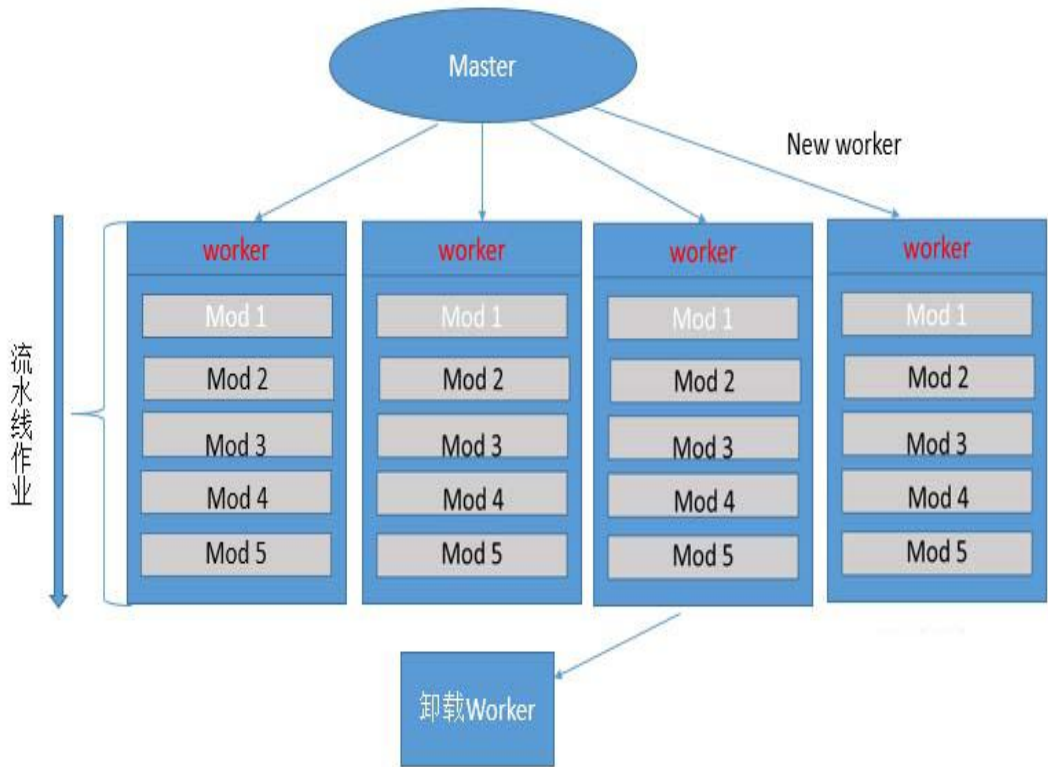 Master
New worker
流水线作业
worker
Mod 1
Mod 2
Mod 3
Mod 4
Mod 5
worker
Mod 1
Mod 2
Mod 3
Mod 4
Mod 5
worker
Mod 1
Mod 2
Mod 3
Mod 4
Mod 5
worker
Mod 1
Mod 2
Mod 3
Mod 4
Mod 5
卸载Worker